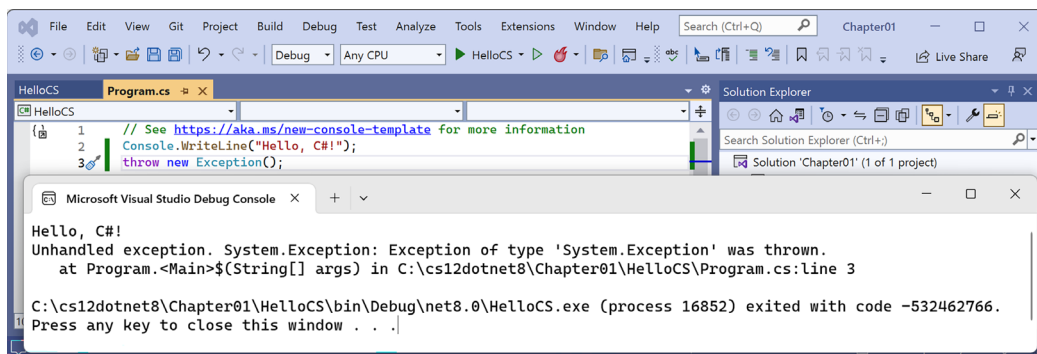 File Edit View Git Project Build Debug Test Analyze Tools Extensions Window Help Search (Ctrl+Q) Chapter01
Debug Any CPU HelloCS Live Share
HelloCS Program.cs Solution Explorer
HelloCS
1 // See https://aka.ms/new-console-template for more information
2 Console.WriteLine("Hello, C#!");
3 throw new Exception();
Search Solution Explorer (Ctrl+;)
Solution 'Chapter01' (1 of 1 project)
Microsoft Visual Studio Debug Console
Hello, C#!
Unhandled exception. System.Exception: Exception of type 'System.Exception' was thrown.
at Program.<Main>$(String[] args) in C:\cs12dotnet8\Chapter01\HelloCS\Program.cs:line 3
C:\cs12dotnet8\Chapter01\HelloCS\bin\Debug\net8.0\HelloCS.exe (process 16852) exited with code -532462766.
Press any key to close this window . . .